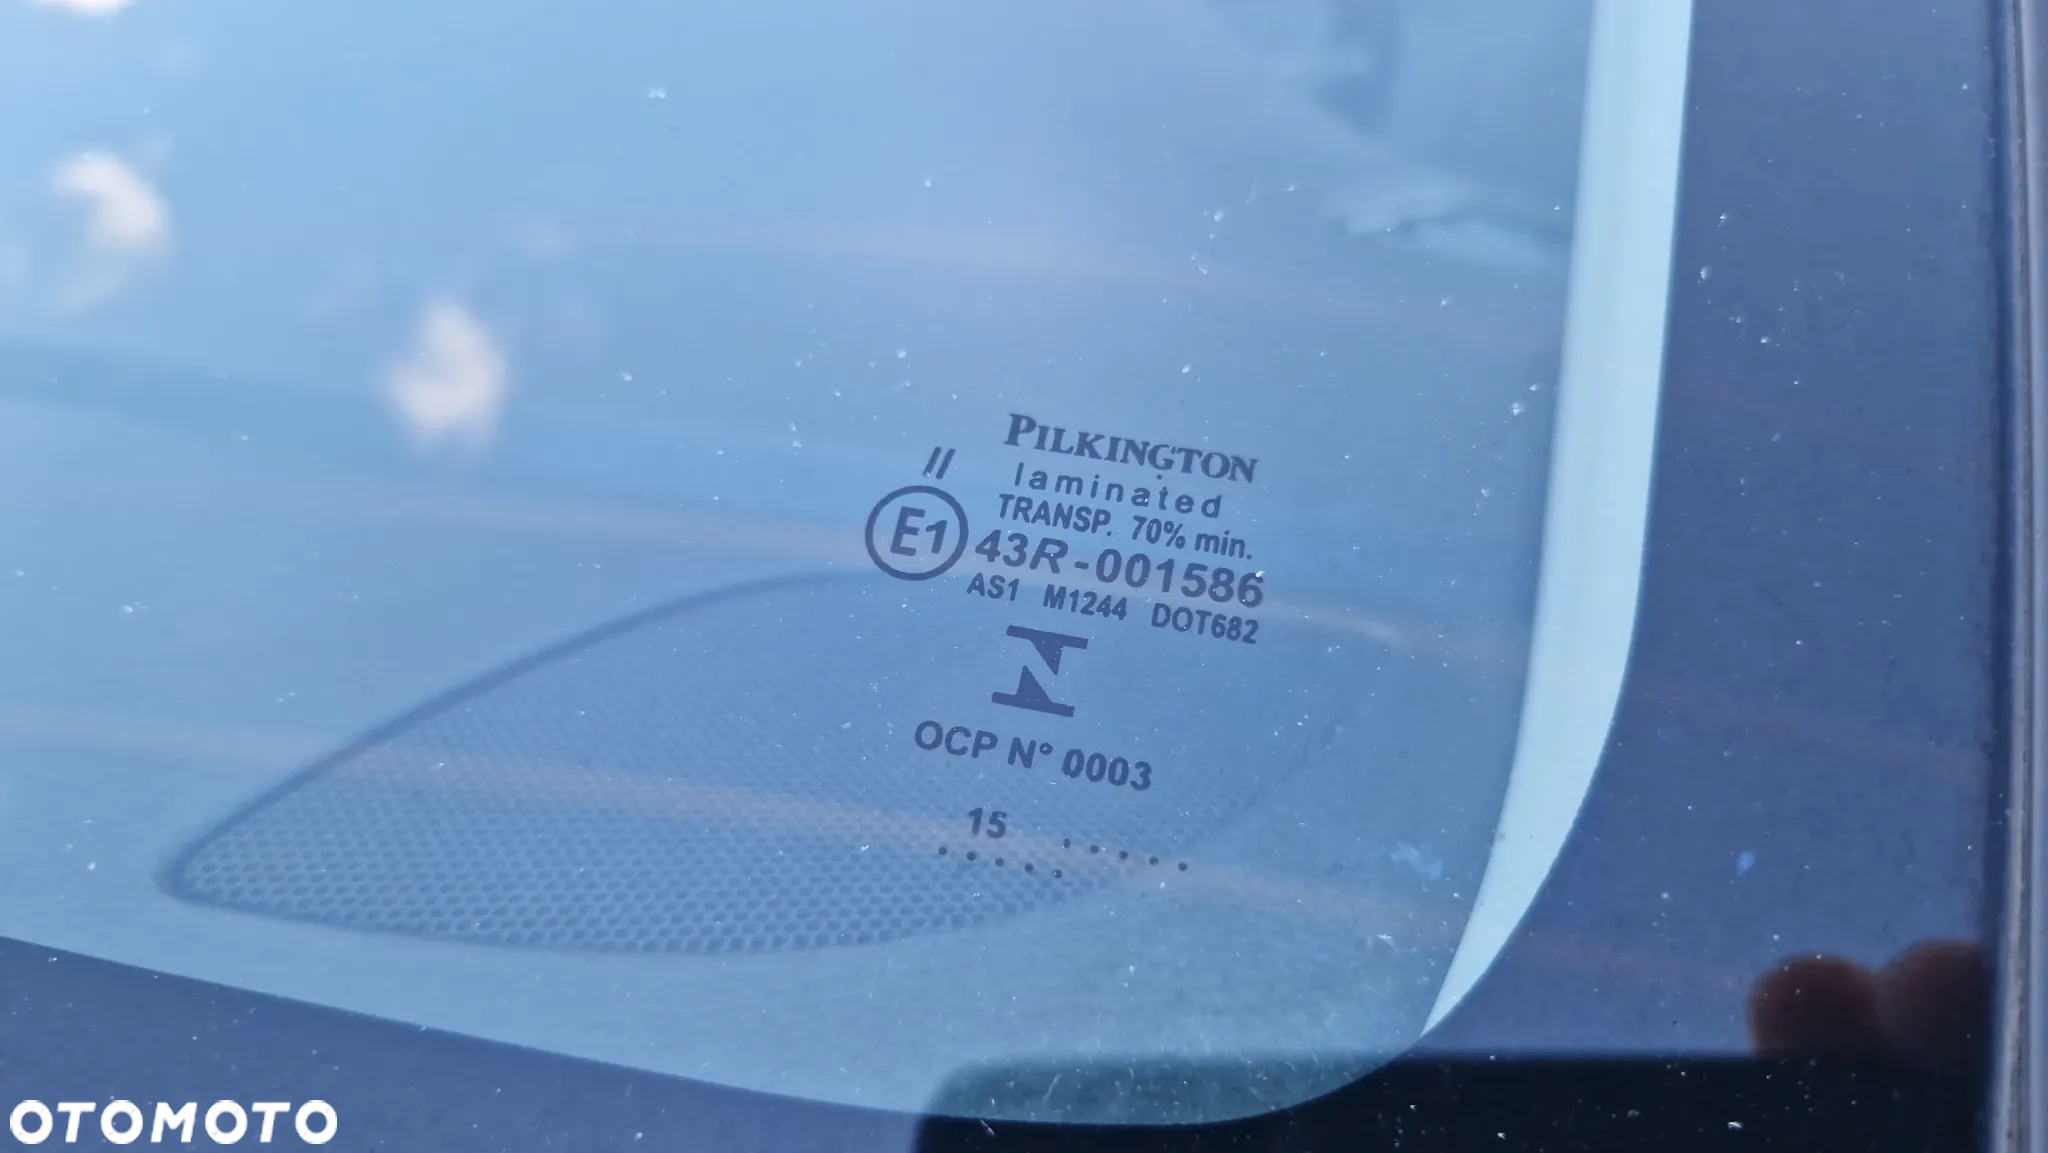 PILKINGTON
//
laminated
TRANSP. 70% min.
E1 43R-001586
AS1 M1244 DOT682
OCP N° 0003
15
.....
.....
OTOMOTO